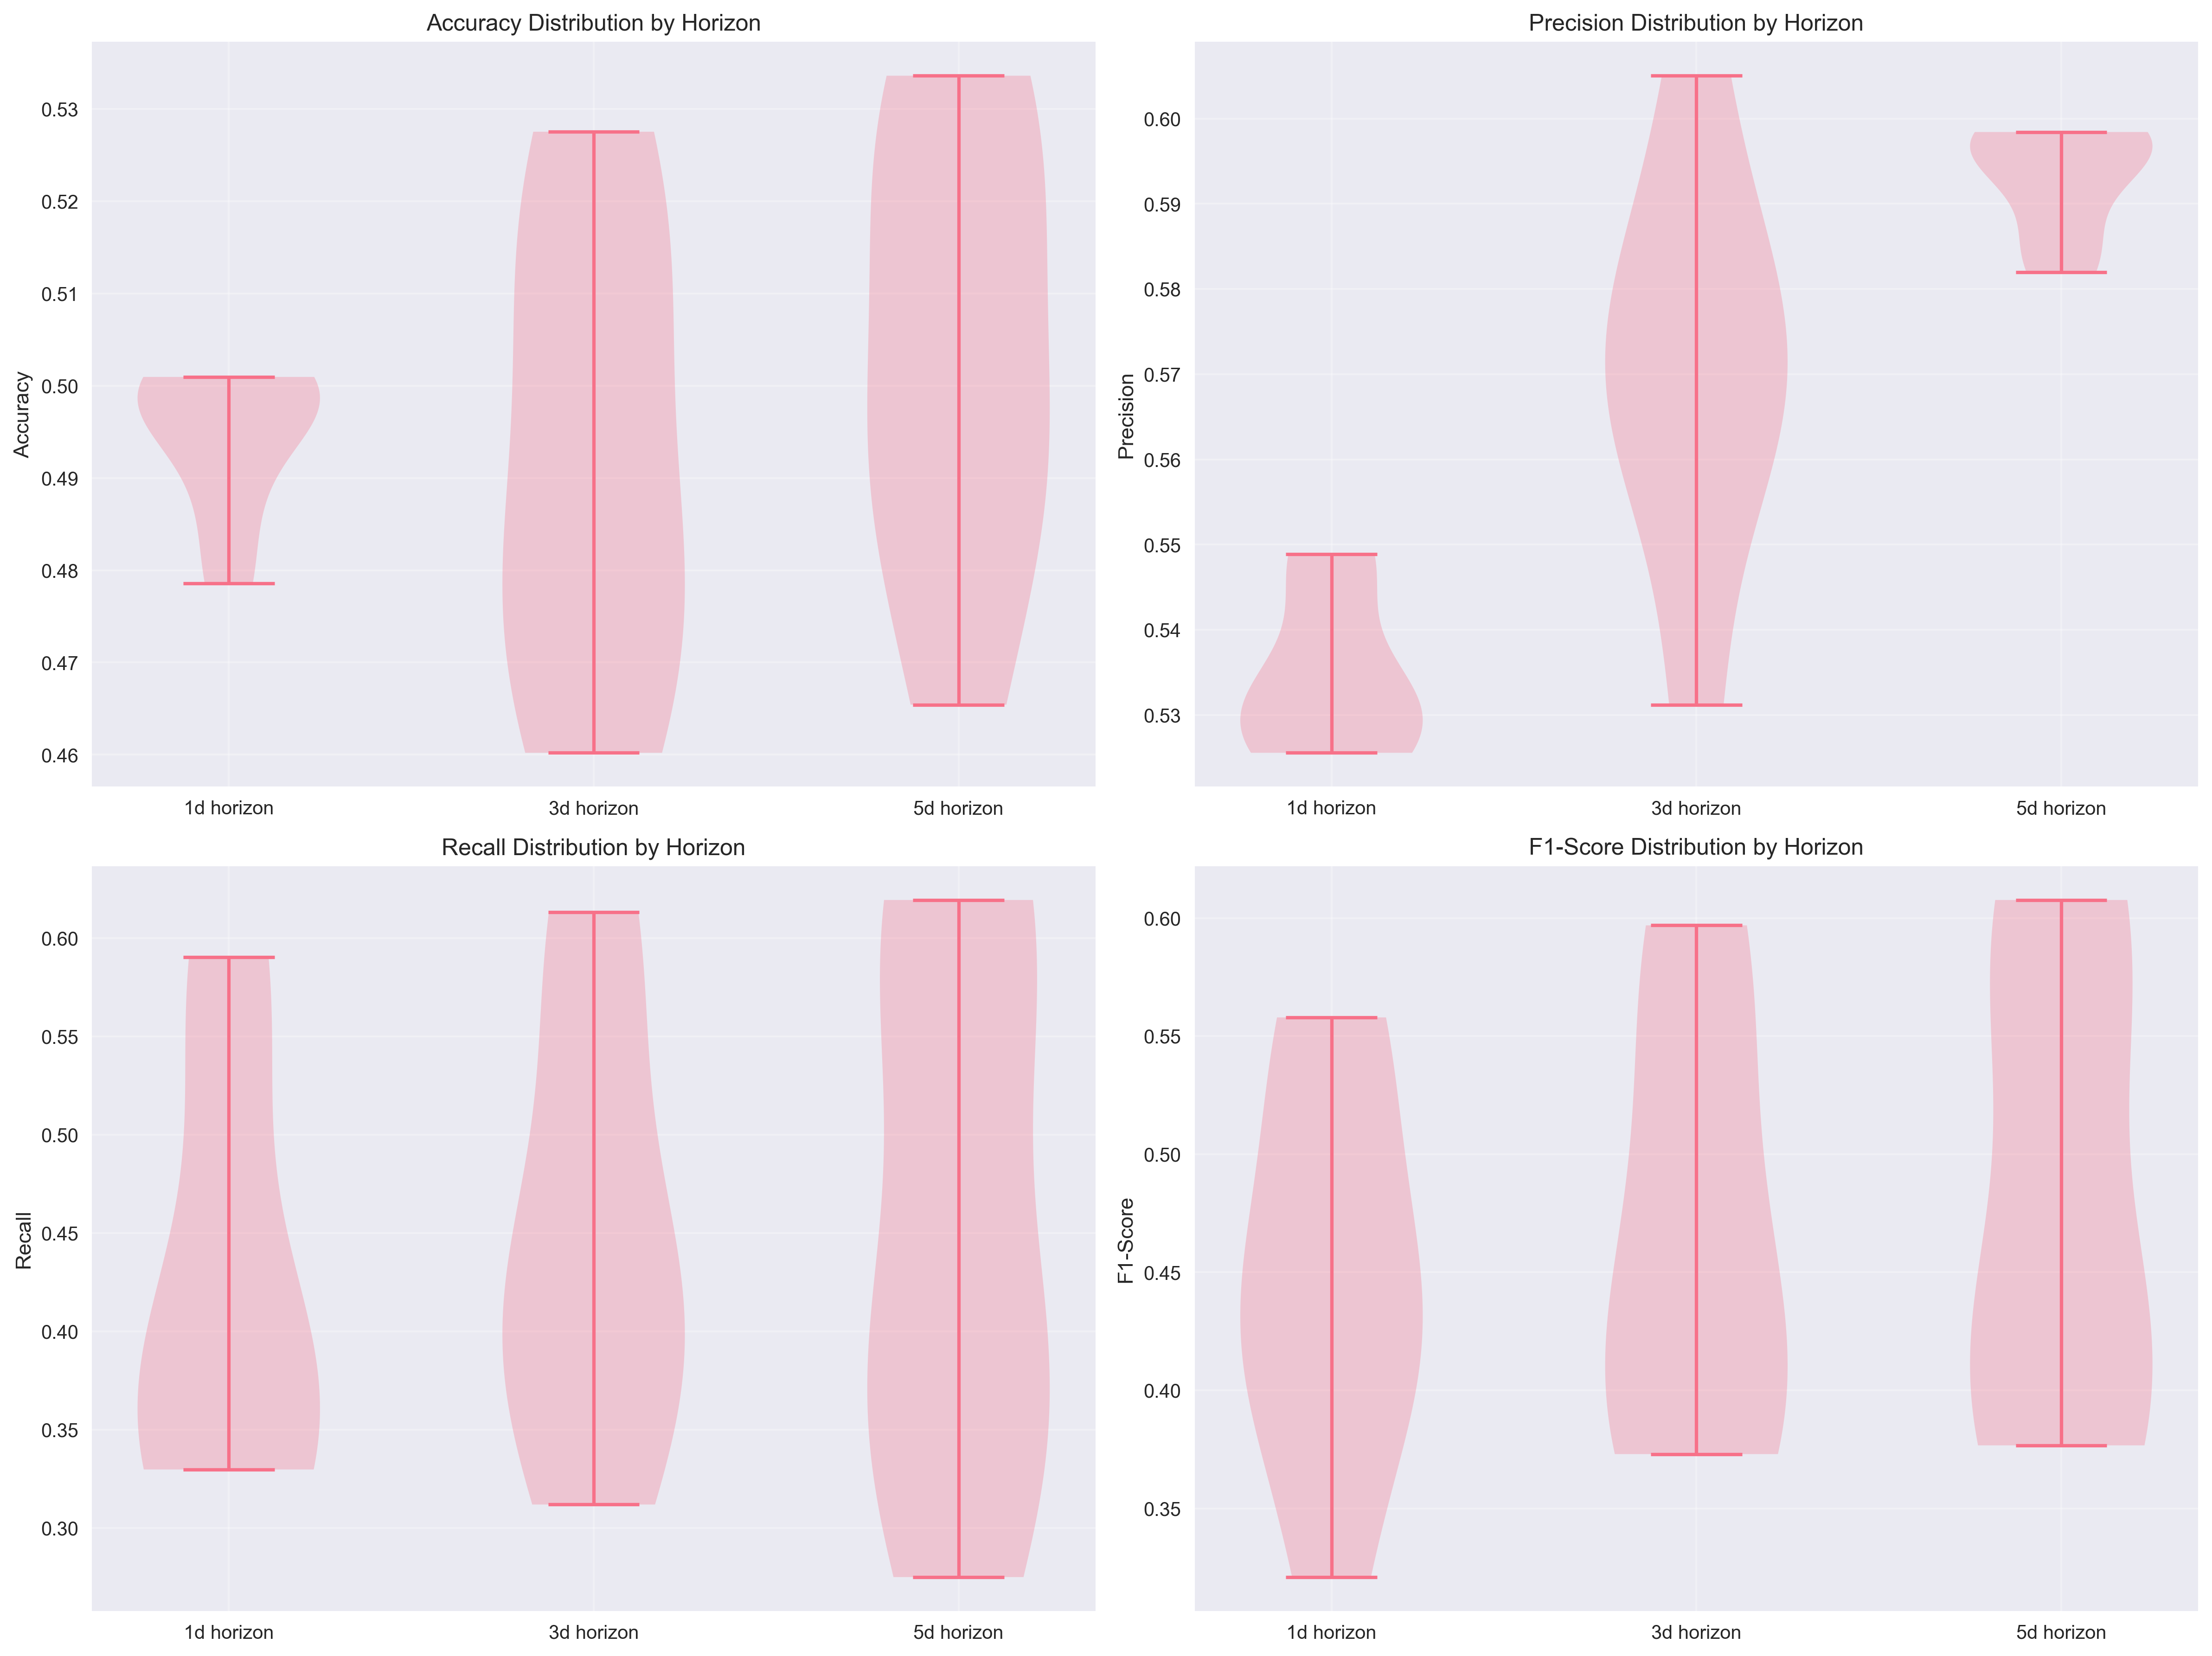 Accuracy Distribution by Horizon
Accuracy
0.53
0.52
0.51
0.50
0.49
0.48
0.47
0.46
1d horizon 3d horizon 5d horizon
Precision Distribution by Horizon
Precision
0.60
0.59
0.58
0.57
0.56
0.55
0.54
0.53
1d horizon 3d horizon 5d horizon
Recall Distribution by Horizon
Recall
0.60
0.55
0.50
0.45
0.40
0.35
0.30
1d horizon 3d horizon 5d horizon
F1-Score Distribution by Horizon
F1-Score
0.60
0.55
0.50
0.45
0.40
0.35
1d horizon 3d horizon 5d horizon